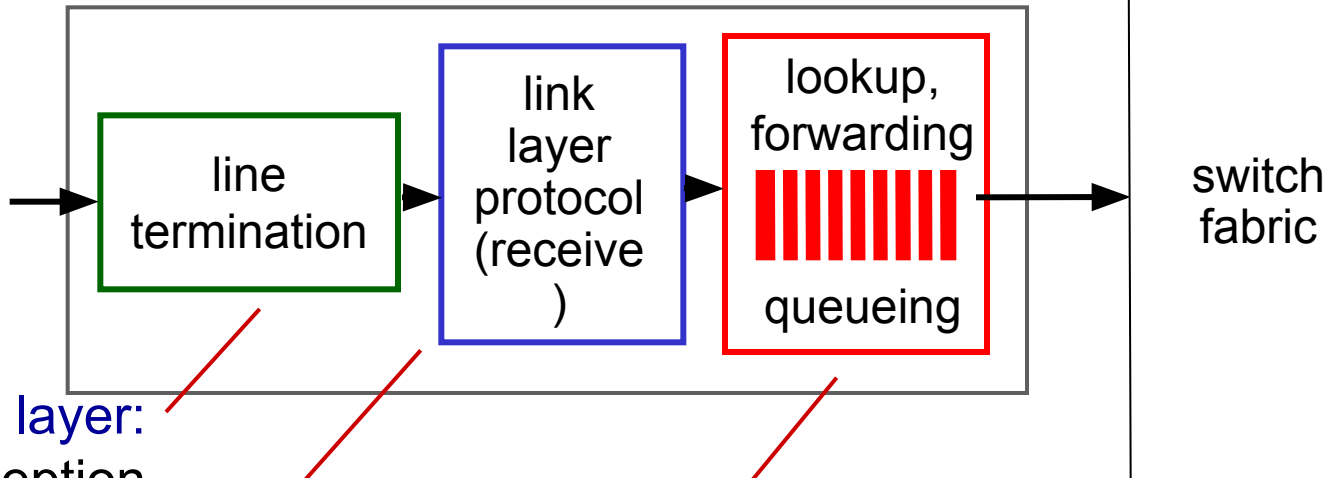 line
termination
link
layer
protocol
(receive
)
lookup,
forwarding
queueing
switch
fabric
layer: